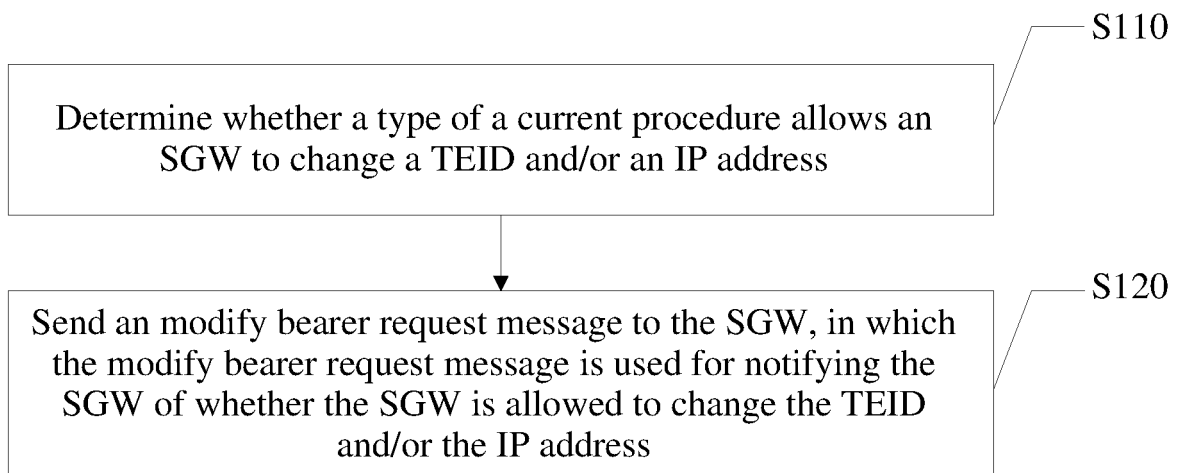 S110
Determine whether a type of a current procedure allows an
SGW to change a TEID and/or an IP address
S120
Send an modify bearer request message to the SGW, in which
the modify bearer request message is used for notifying the
SGW of whether the SGW is allowed to change the TEID
and/or the IP address